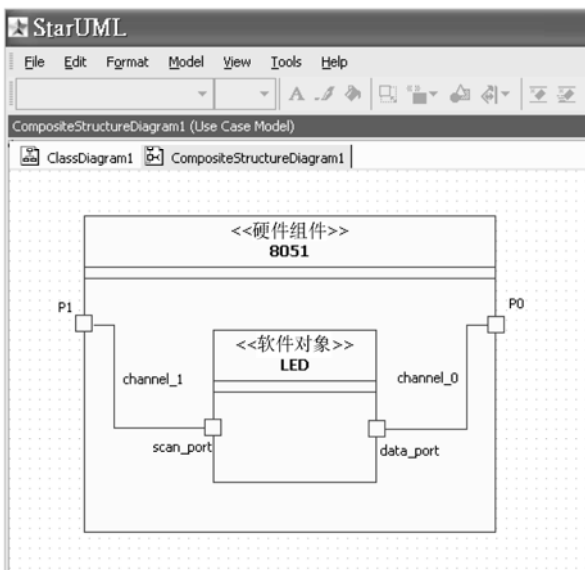 StarUML
File Edit Format Model View Tools Help
CompositeStructureDiagram1 (Use Case Model)
ClassDiagram1 CompositeStructureDiagram1
<<硬件组件>>
8051
P1
P0
<<软件对象>>
LED
channel_1
channel_0
scan_port
data_port